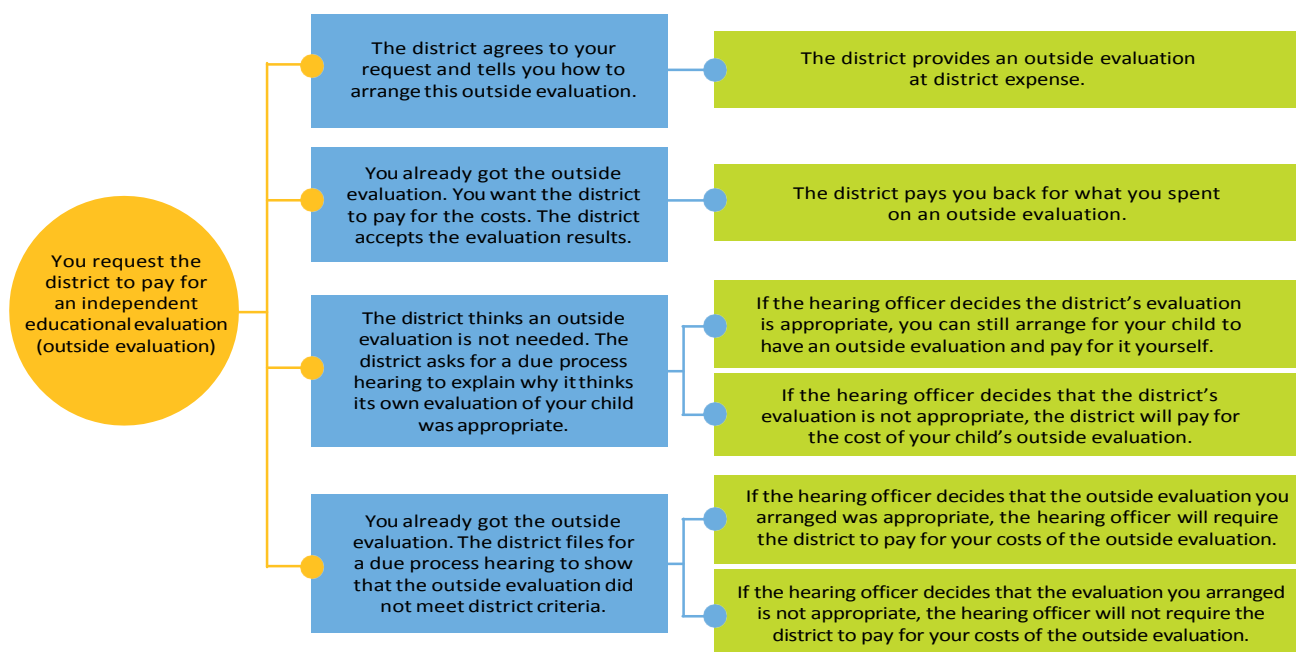 You request the
district to pay for
an independent
educational evaluation
(outside evaluation)
The district agrees to your
request and tells you how to
arrange this outside evaluation.
The district provides an outside evaluation
at district expense.
You already got the outside
evaluation. You want the district
to pay for the costs. The district
accepts the evaluation results.
The district pays you back for what you spent
on an outside evaluation.
The district thinks an outside
evaluation is not needed. The
district asks for a due process
hearing to explain why it thinks
its own evaluation of your child
was appropriate.
If the hearing officer decides the district’s evaluation
is appropriate, you can still arrange for your child to
have an outside evaluation and pay for it yourself.
If the hearing officer decides that the district’s
evaluation is not appropriate, the district will pay for
the cost of your child’s outside evaluation.
You already got the outside
evaluation. The district files for
a due process hearing to show
that the outside evaluation did
not meet district criteria.
If the hearing officer decides that the outside evaluation you
arranged was appropriate, the hearing officer will require
the district to pay for your costs of the outside evaluation.
If the hearing officer decides that the evaluation you arranged
is not appropriate, the hearing officer will not require the
district to pay for your costs of the outside evaluation.